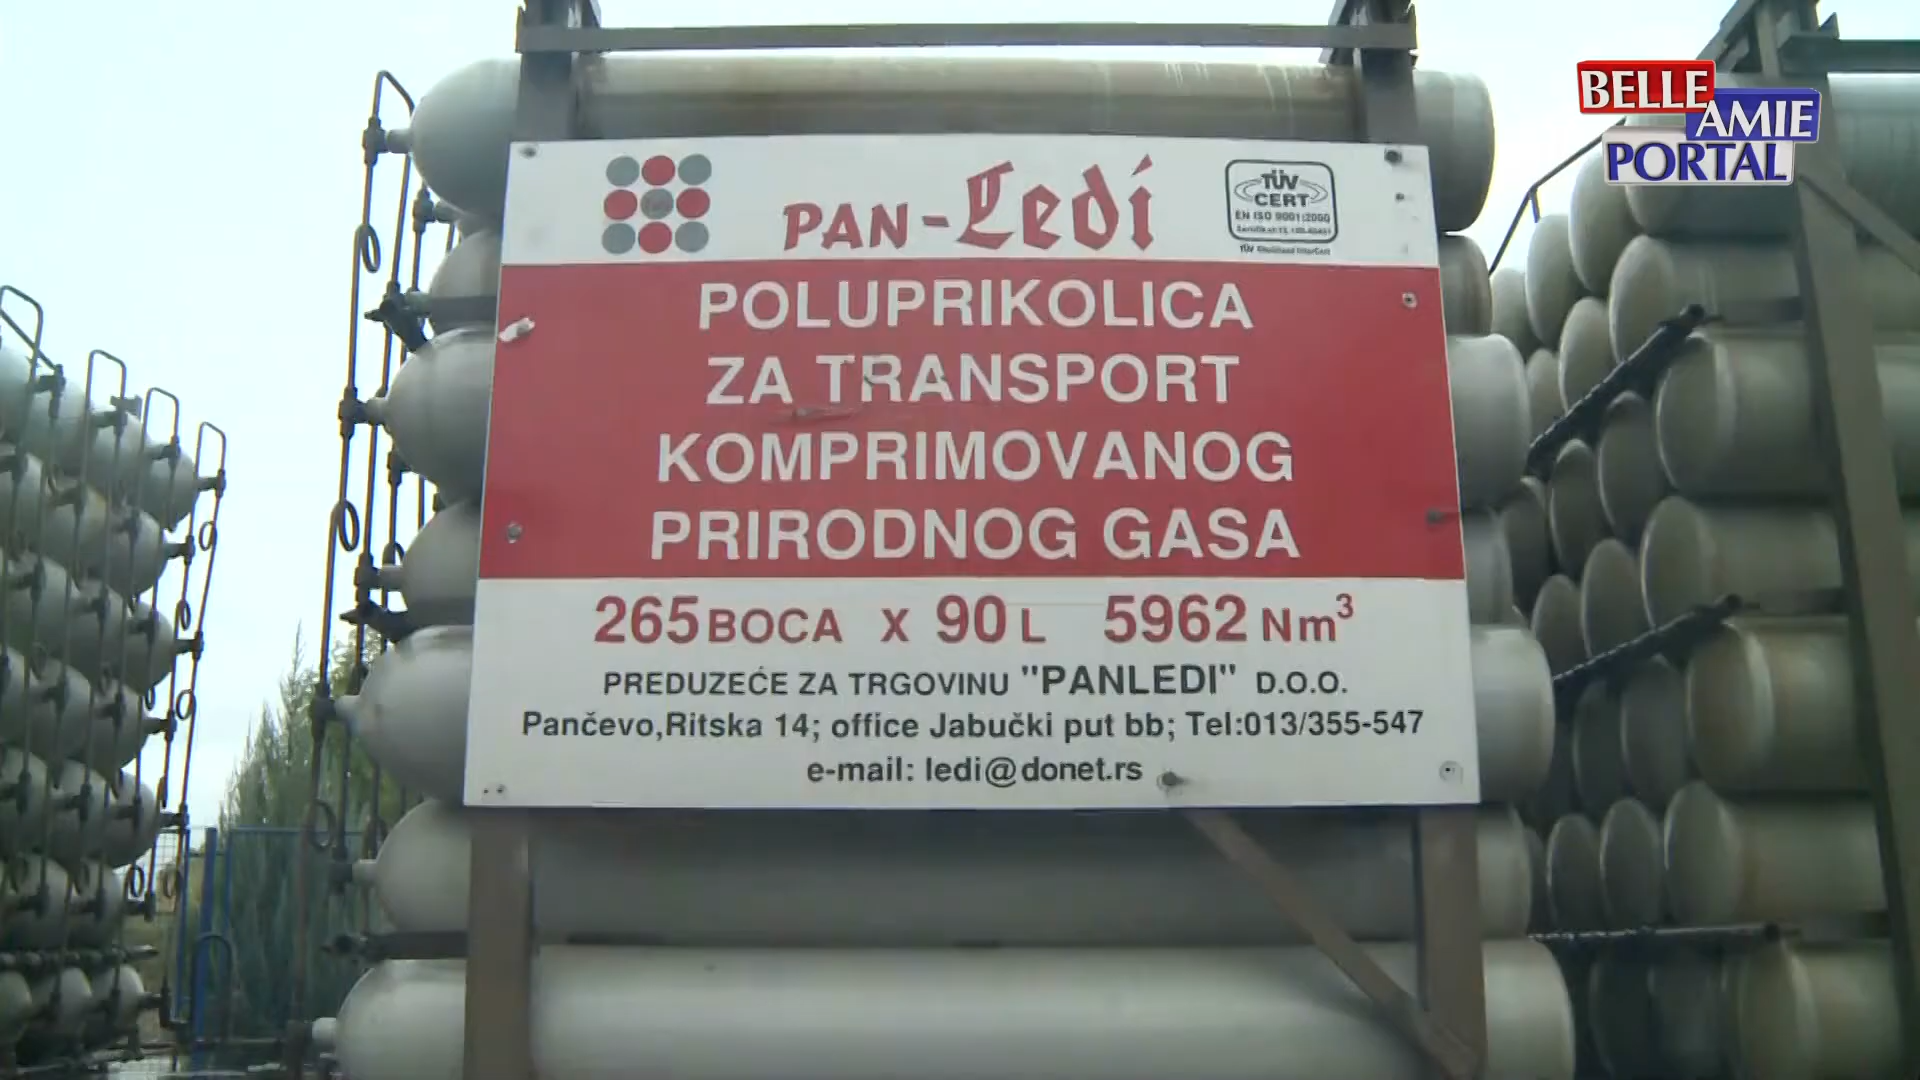 BELLE
AMIE
PORTAL
PAN-Ledi
TÜV
CERT
EN ISO 9001:2000
POLUPRIKOLICA
ZA TRANSPORT
KOMPRIMOVANOG
PRIRODNOG GASA
265 BOCA X 90 L 5962 Nm³
PREDUZEĆE ZA TRGOVINU "PANLEDI" D.O.O.
Pančevo,Ritska 14; office Jabučki put bb; Tel:013/355-547
e-mail: ledi@donet.rs